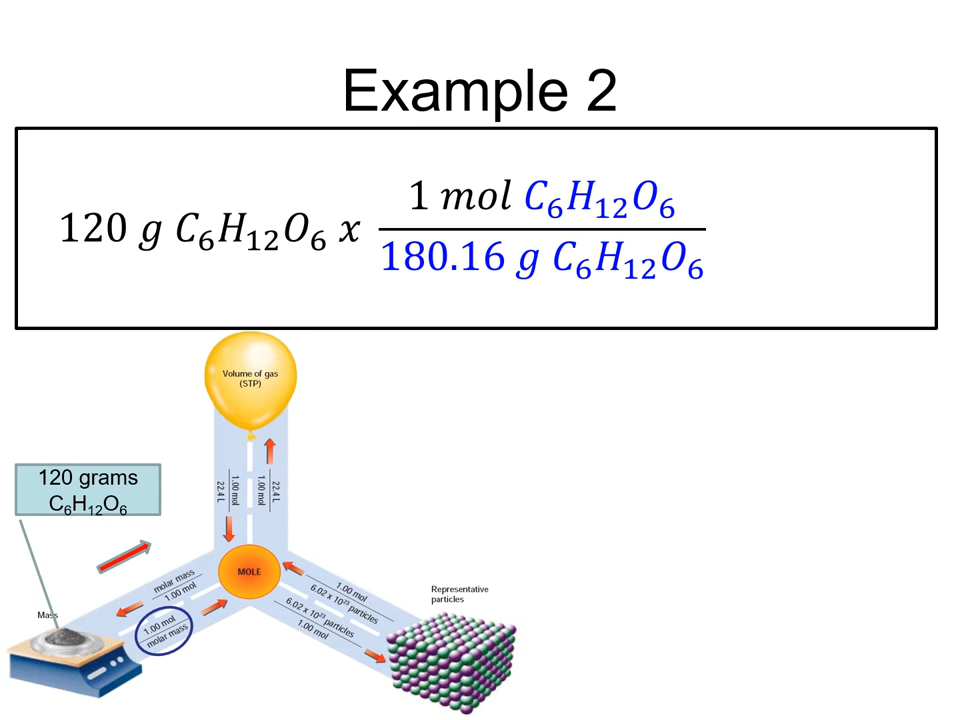 Example 2
120 g C₆H₁₂O₆ x 1 mol C₆H₁₂O₆ / 180.16 g C₆H₁₂O₆
Volume of gas
(STP)
120 grams
C₆H₁₂O₆
1.00 mol
22.4 L
22.4 L
1.00 mol
MOLE
molar mass
1.00 mol
1.00 mol
molar mass
Mass
1.00
6.02 x 10²³ particles
6.02 x 10²³ particles
1.00 mol
Representative
particles